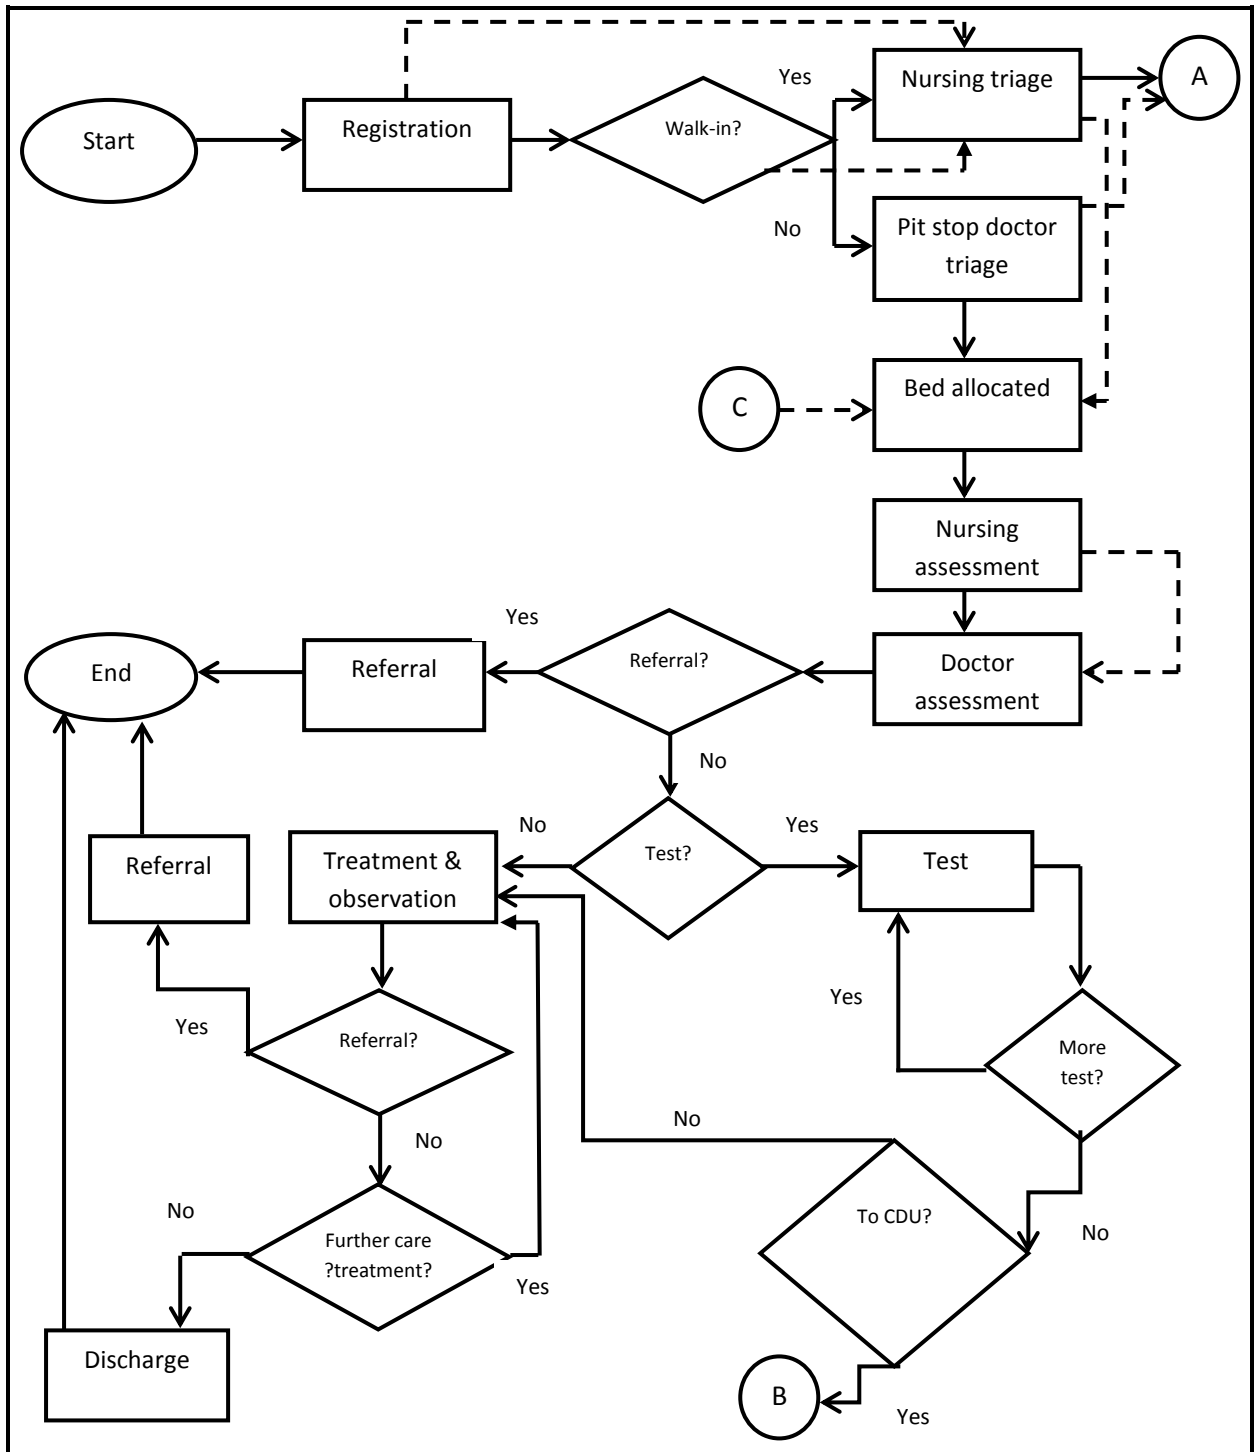 Yes
Nursing triage
A
Start
Registration
Walk-in?
No
Pit stop doctor
triage
Bed allocated
C
Nursing
assessment
Yes
End
Referral
Referral?
Doctor
assessment
No
No
Yes
Referral
Treatment &
observation
Test?
Test
Yes
Yes
Referral?
More
test?
No
No
No
To CDU?
No
Further care
?treatment?
Yes
Discharge
B
Yes